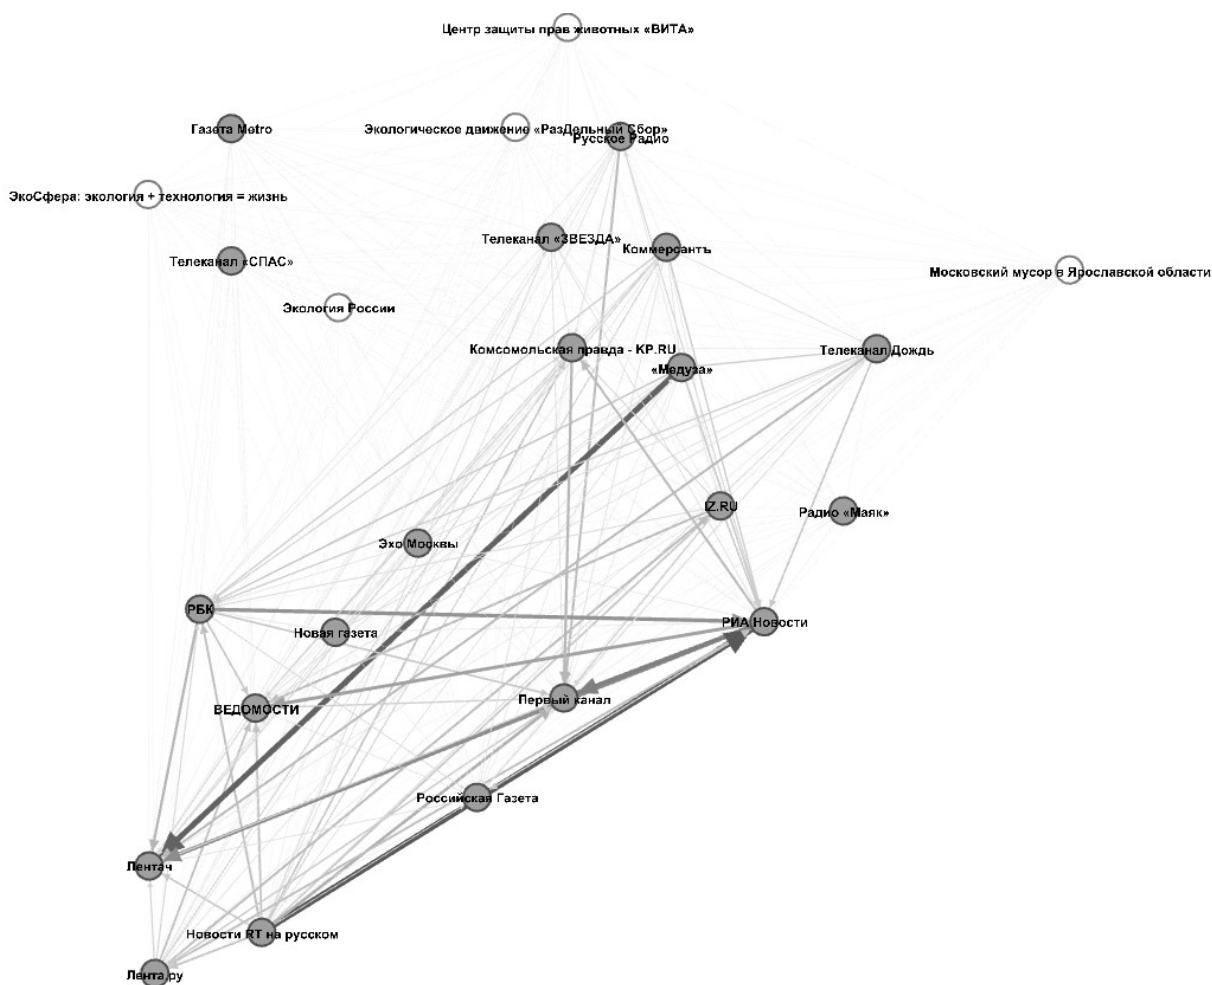 Центр защиты прав животных «ВИТА»
Газета Metro
Экологическое движение «РазДельный Сбор»
Русское Радио
ЭкоСфера: экология + технология = жизнь
Телеканал «ЗВЕЗДА»
Коммерсантъ
Телеканал «СПАС»
Московский мусор в Ярославской области
Экология России
Комсомольская правда - KP.RU
Телеканал Дождь
«Медуза»
IZ.RU
Радио «Маяк»
Эхо Москвы
РБК
РИА Новости
Новая газета
Первый канал
ВЕДОМОСТИ
Российская Газета
Лентач
Новости RT на русском
Лента.ру